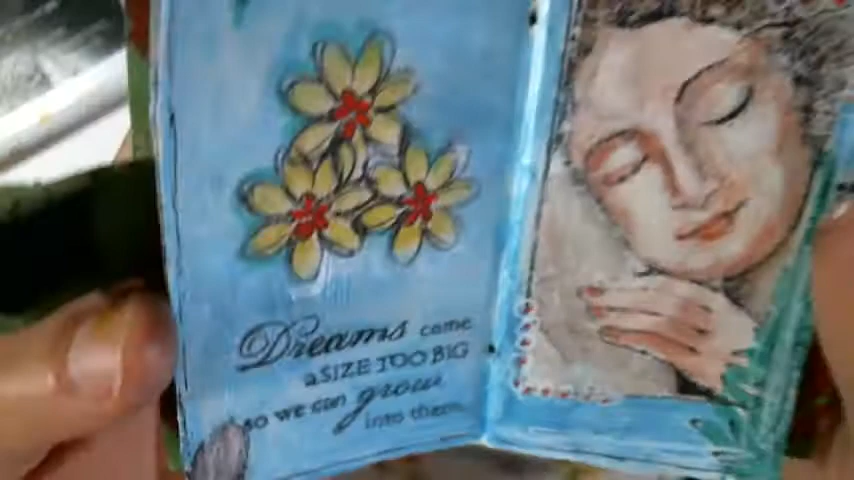 Dreams come
a SIZE TOO BIG
so we can grow
into them.